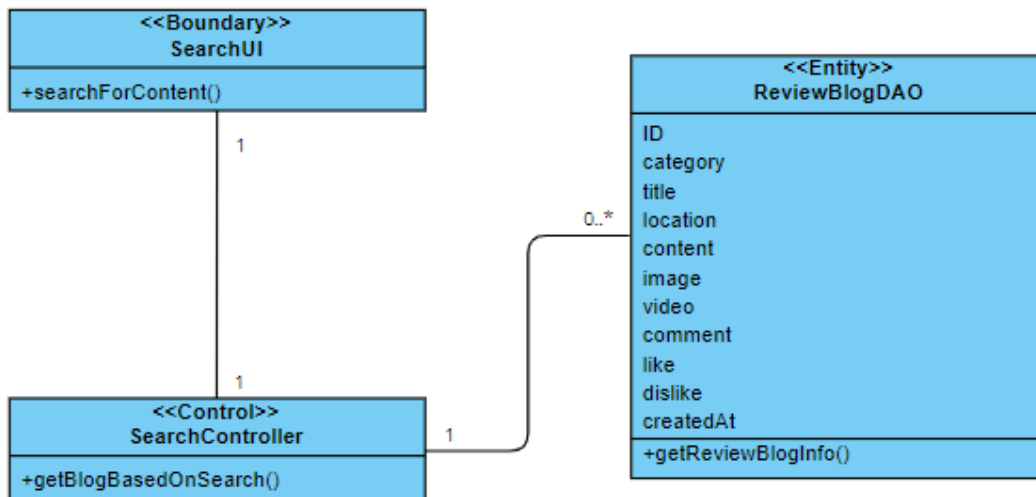 <<Boundary>>
SearchUI
+searchForContent()
1
1
<<Control>>
SearchController
+getBlogBasedOnSearch()
1
0..*
<<Entity>>
ReviewBlogDAO
ID
category
title
location
content
image
video
comment
like
dislike
createdAt
+getReviewBlogInfo()